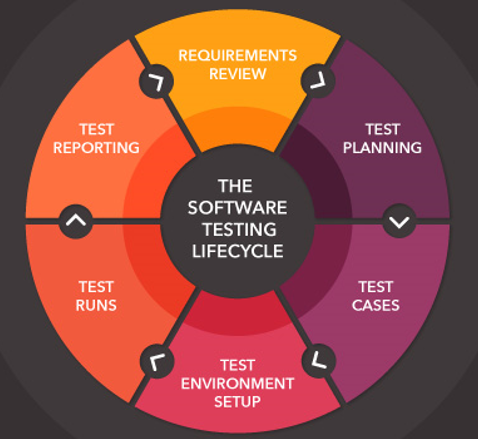 THE
SOFTWARE
TESTING
LIFECYCLE
REQUIREMENTS
REVIEW
TEST
PLANNING
TEST
CASES
TEST
ENVIRONMENT
SETUP
TEST
RUNS
TEST
REPORTING